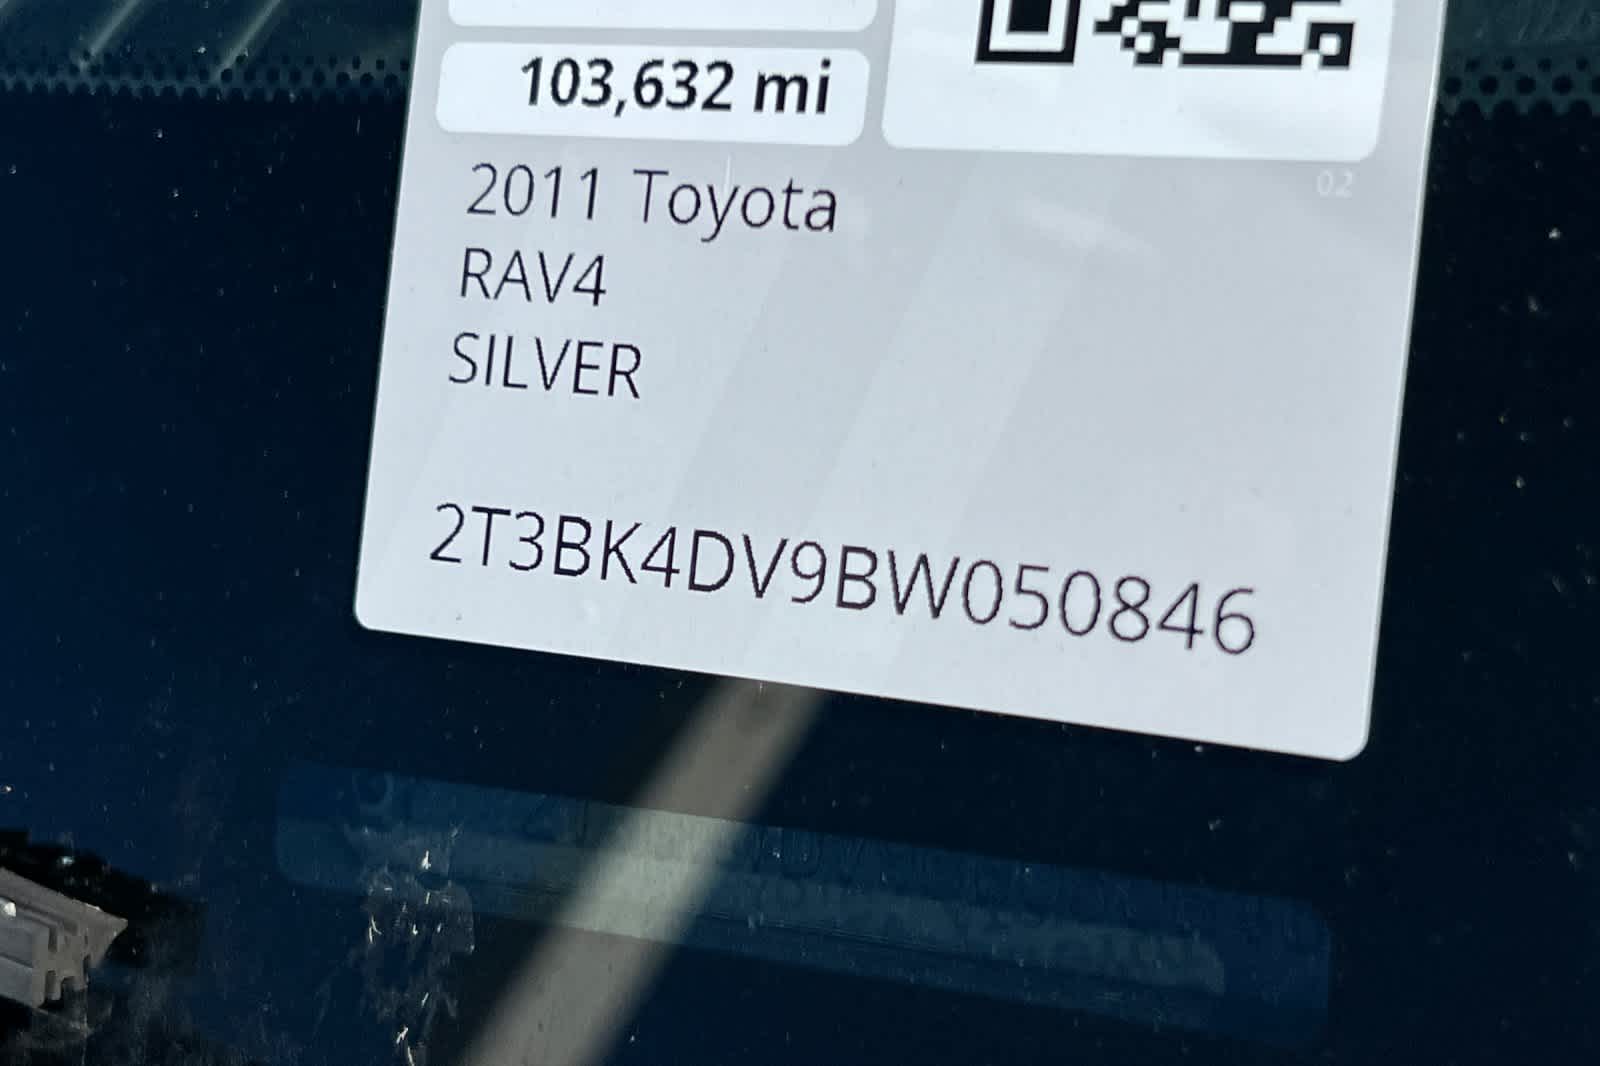 103,632 mi
02
2011 Toyota
RAV4
SILVER
2T3BK4DV9BW050846